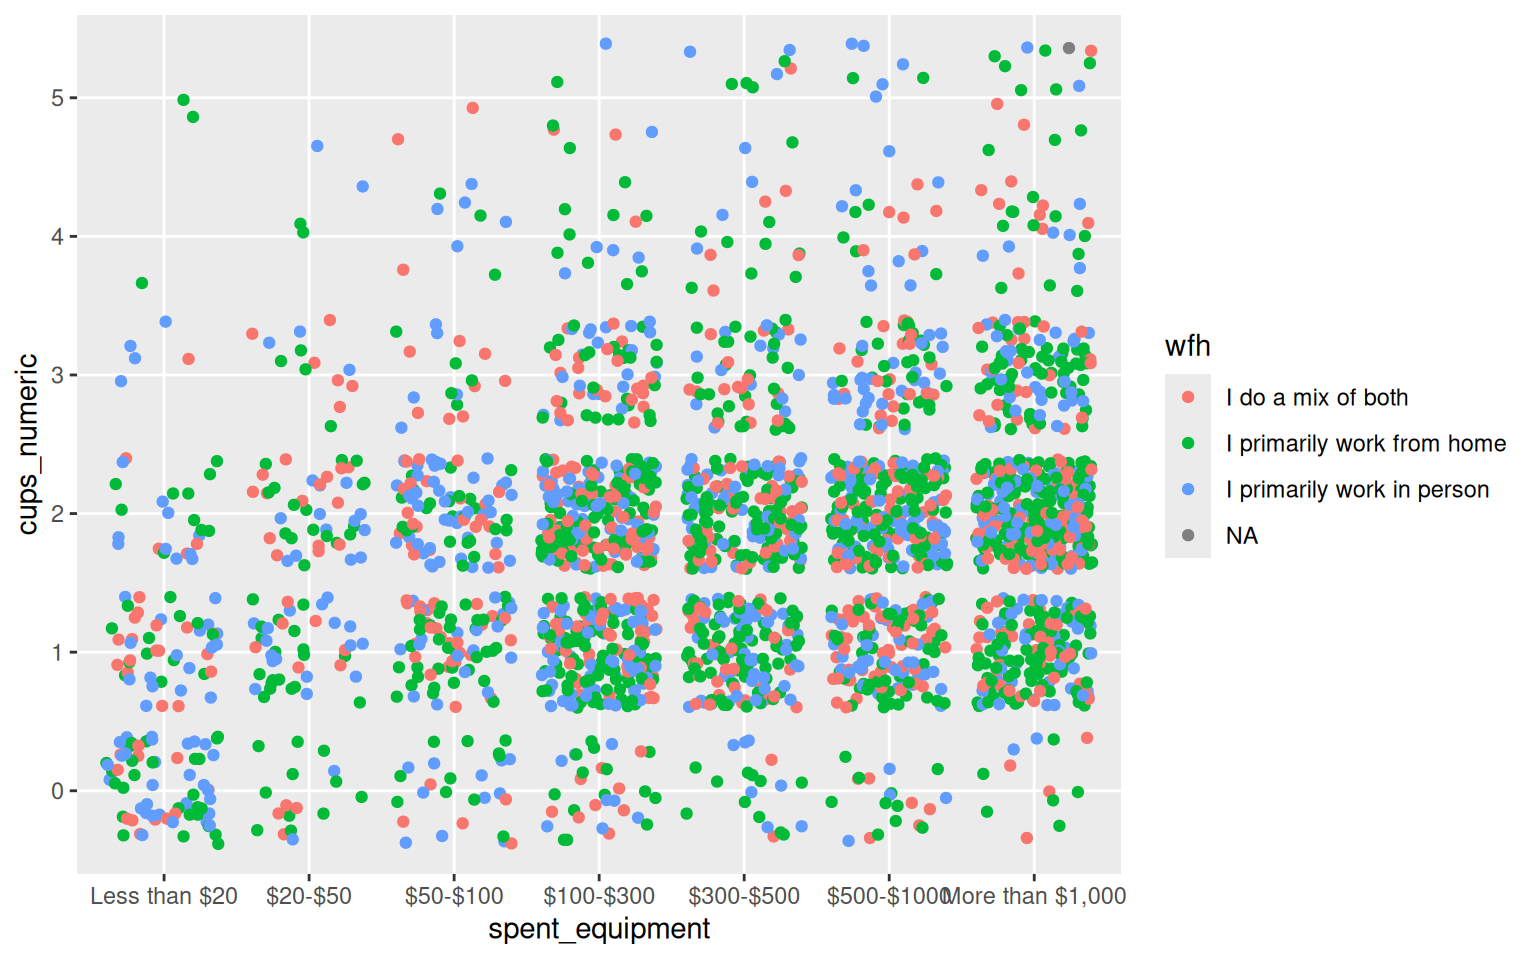 5
4
3
2
1
0
cups_numeric
Less than $20
$20-$50
$50-$100
$100-$300
$300-$500
$500-$1000
More than $1,000
spent_equipment
wfh
I do a mix of both
I primarily work from home
I primarily work in person
NA